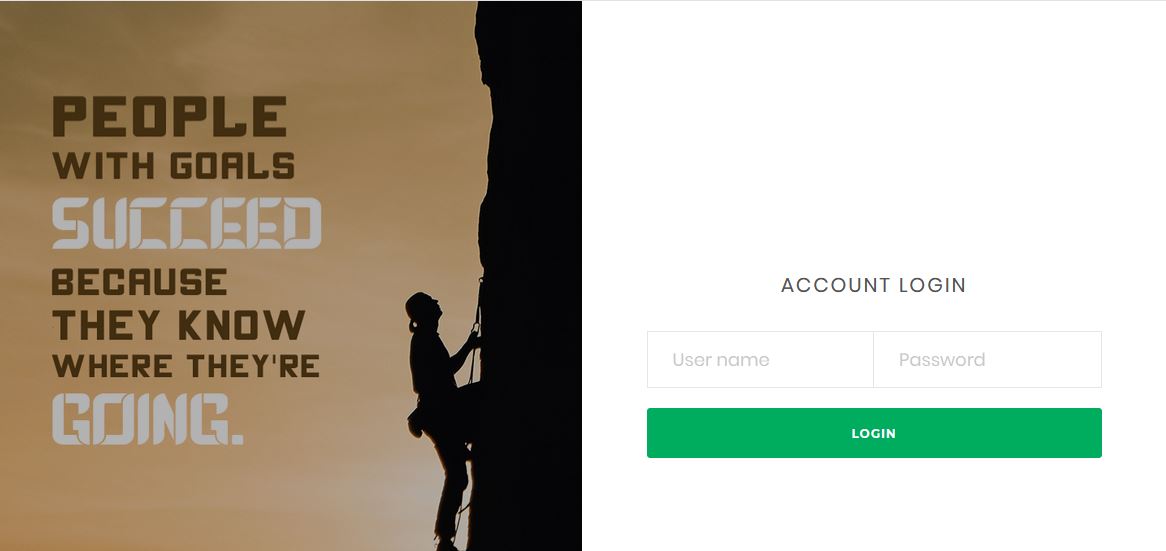 PEOPLE
WITH GOALS
SUCCEED
BECAUSE
THEY KNOW
WHERE THEY'RE
GOING.
ACCOUNT LOGIN
User name
Password
LOGIN